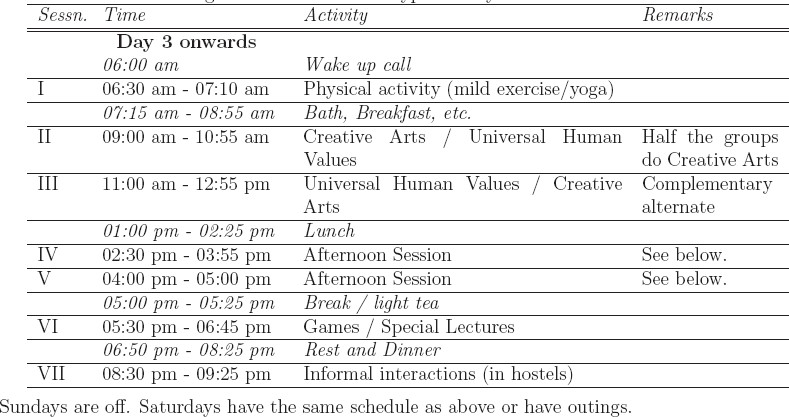 Sessn. Time Activity Remarks
Day 3 onwards
06:00 am Wake up call
I 06:30 am - 07:10 am Physical activity (mild exercise/yoga)
07:15 am - 08:55 am Bath, Breakfast, etc.
II 09:00 am - 10:55 am Creative Arts / Universal Human Half the groups
Values do Creative Arts
III 11:00 am - 12:55 pm Universal Human Values / Creative Complementary
Arts alternate
01:00 pm - 02:25 pm Lunch
IV 02:30 pm - 03:55 pm Afternoon Session See below.
V 04:00 pm - 05:00 pm Afternoon Session See below.
05:00 pm - 05:25 pm Break / light tea
VI 05:30 pm - 06:45 pm Games / Special Lectures
06:50 pm - 08:25 pm Rest and Dinner
VII 08:30 pm - 09:25 pm Informal interactions (in hostels)
Sundays are off. Saturdays have the same schedule as above or have outings.